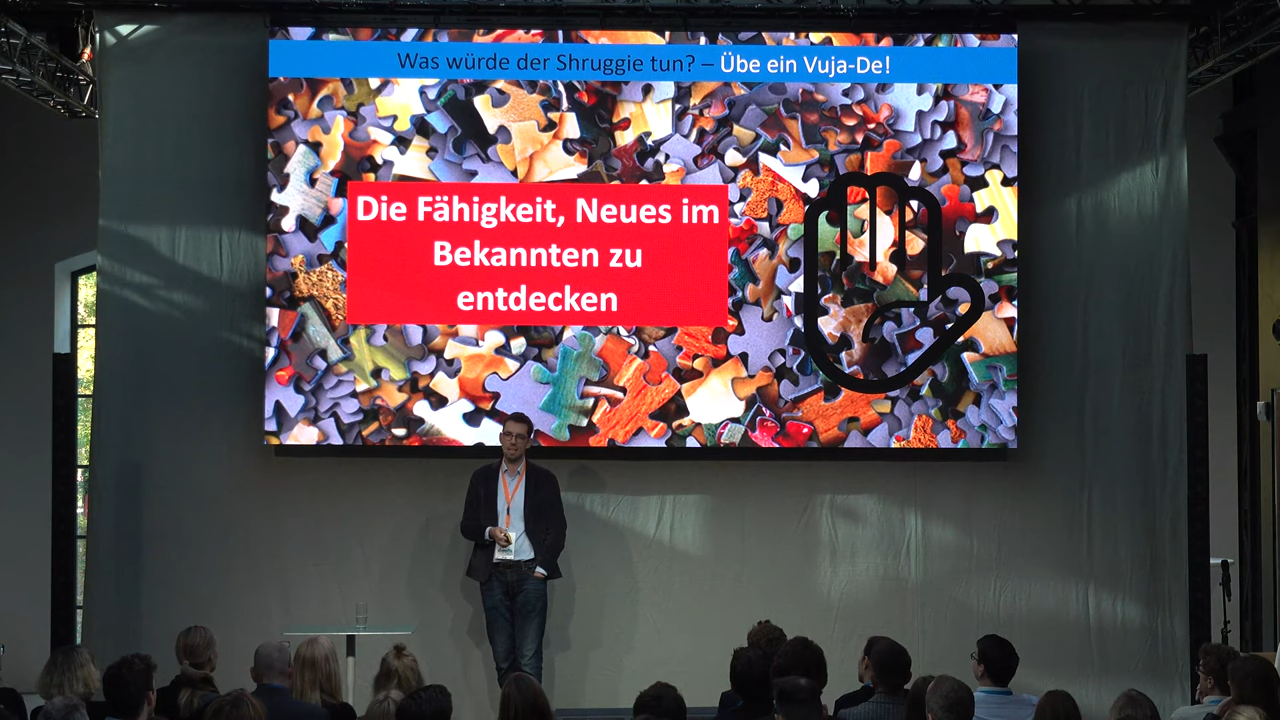 Was würde der Shruggie tun? – Übe ein Vuja-De!
Die Fähigkeit, Neues im
Bekannten zu
entdecken